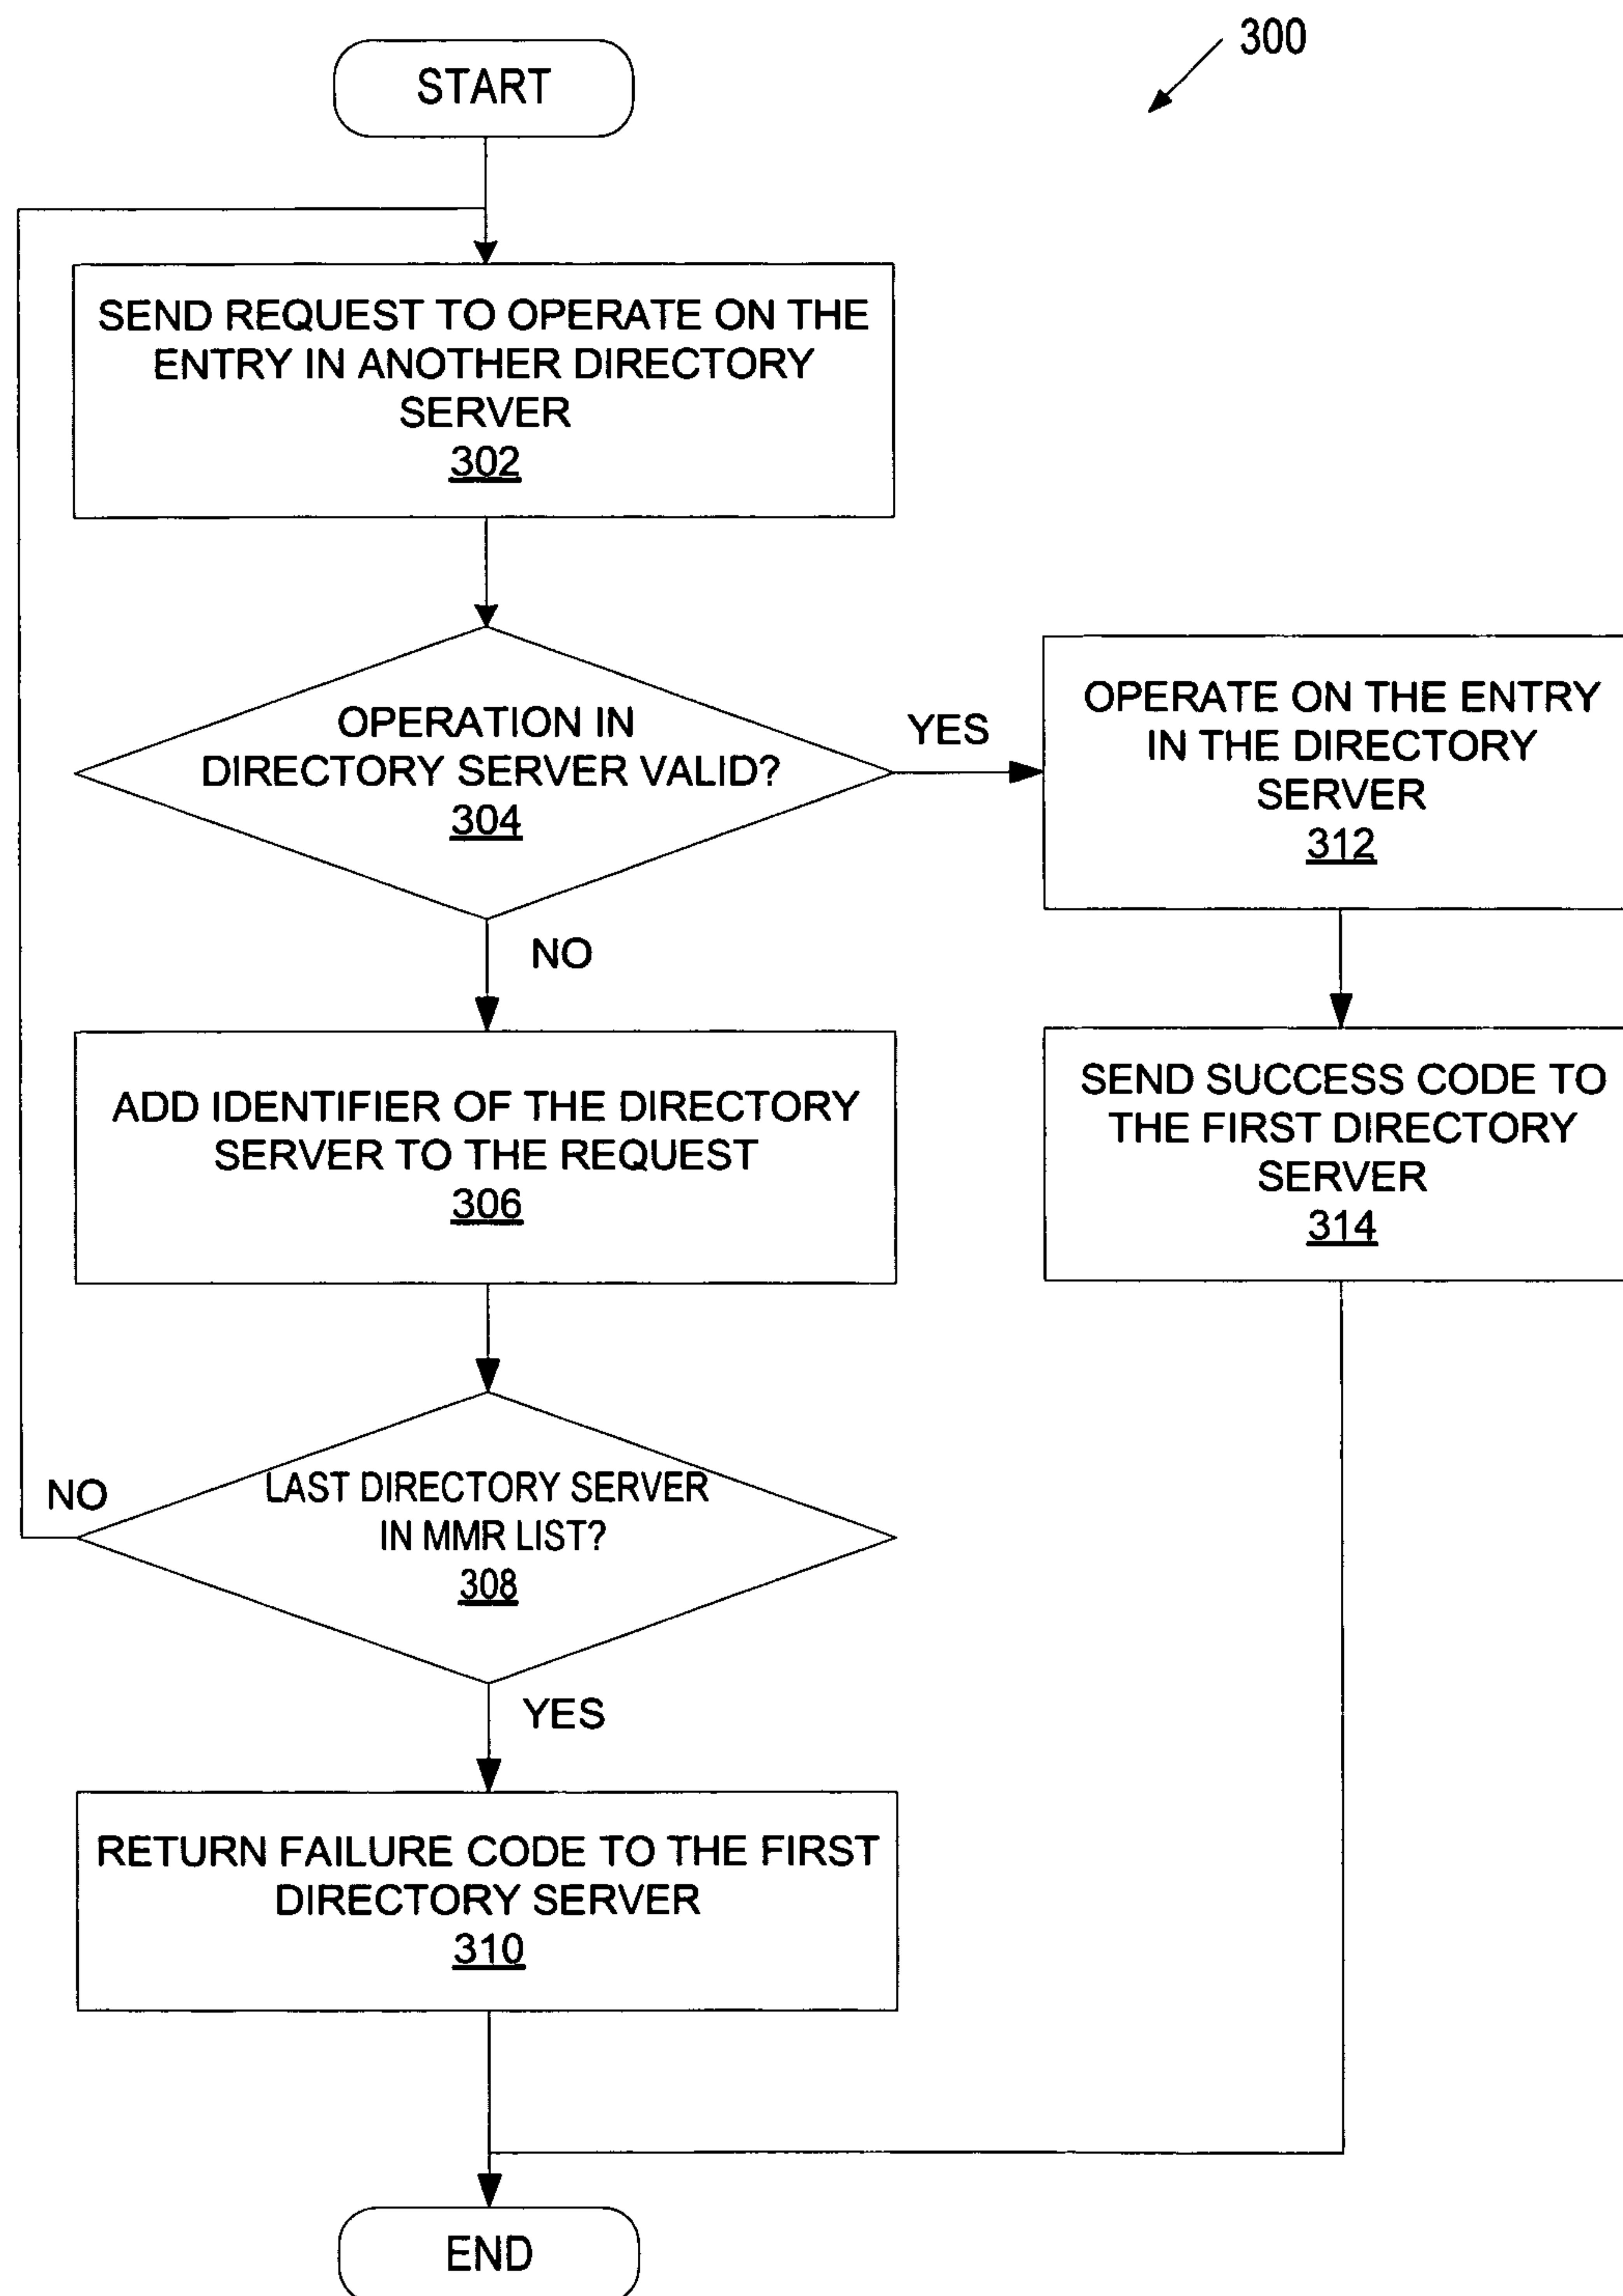 300
START
SEND REQUEST TO OPERATE ON THE
ENTRY IN ANOTHER DIRECTORY
SERVER
302
OPERATION IN
DIRECTORY SERVER VALID?
304
YES
OPERATE ON THE ENTRY
IN THE DIRECTORY
SERVER
312
NO
ADD IDENTIFIER OF THE DIRECTORY
SERVER TO THE REQUEST
306
SEND SUCCESS CODE TO
THE FIRST DIRECTORY
SERVER
314
NO
LAST DIRECTORY SERVER
IN MMR LIST?
308
YES
RETURN FAILURE CODE TO THE FIRST
DIRECTORY SERVER
310
END